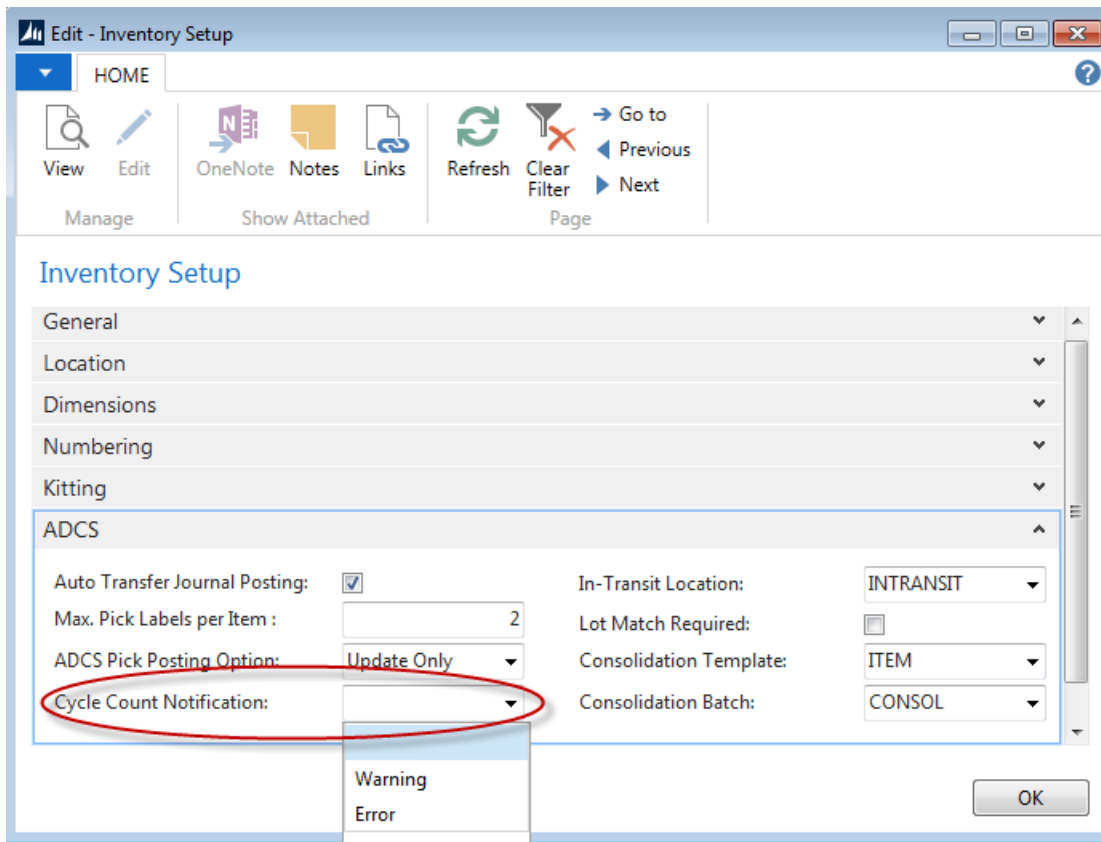 Edit - Inventory Setup
HOME
View
Edit
OneNote
Notes
Links
Refresh
Clear
Filter
Go to
Previous
Next
Manage
Show Attached
Page
Inventory Setup
General
Location
Dimensions
Numbering
Kitting
ADCS
Auto Transfer Journal Posting:
In-Transit Location: INTRANSIT
Max. Pick Labels per Item : 2
Lot Match Required:
ADCS Pick Posting Option: Update Only
Consolidation Template: ITEM
Cycle Count Notification:
Consolidation Batch: CONSOL
Warning
Error
OK